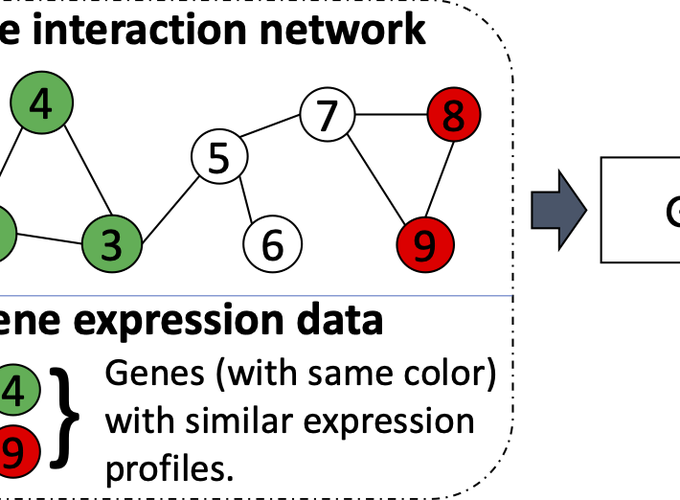 e interaction network
4
7
8
5
3
6
9
ene expression data
4
9
Genes (with same color)
with similar expression
profiles.